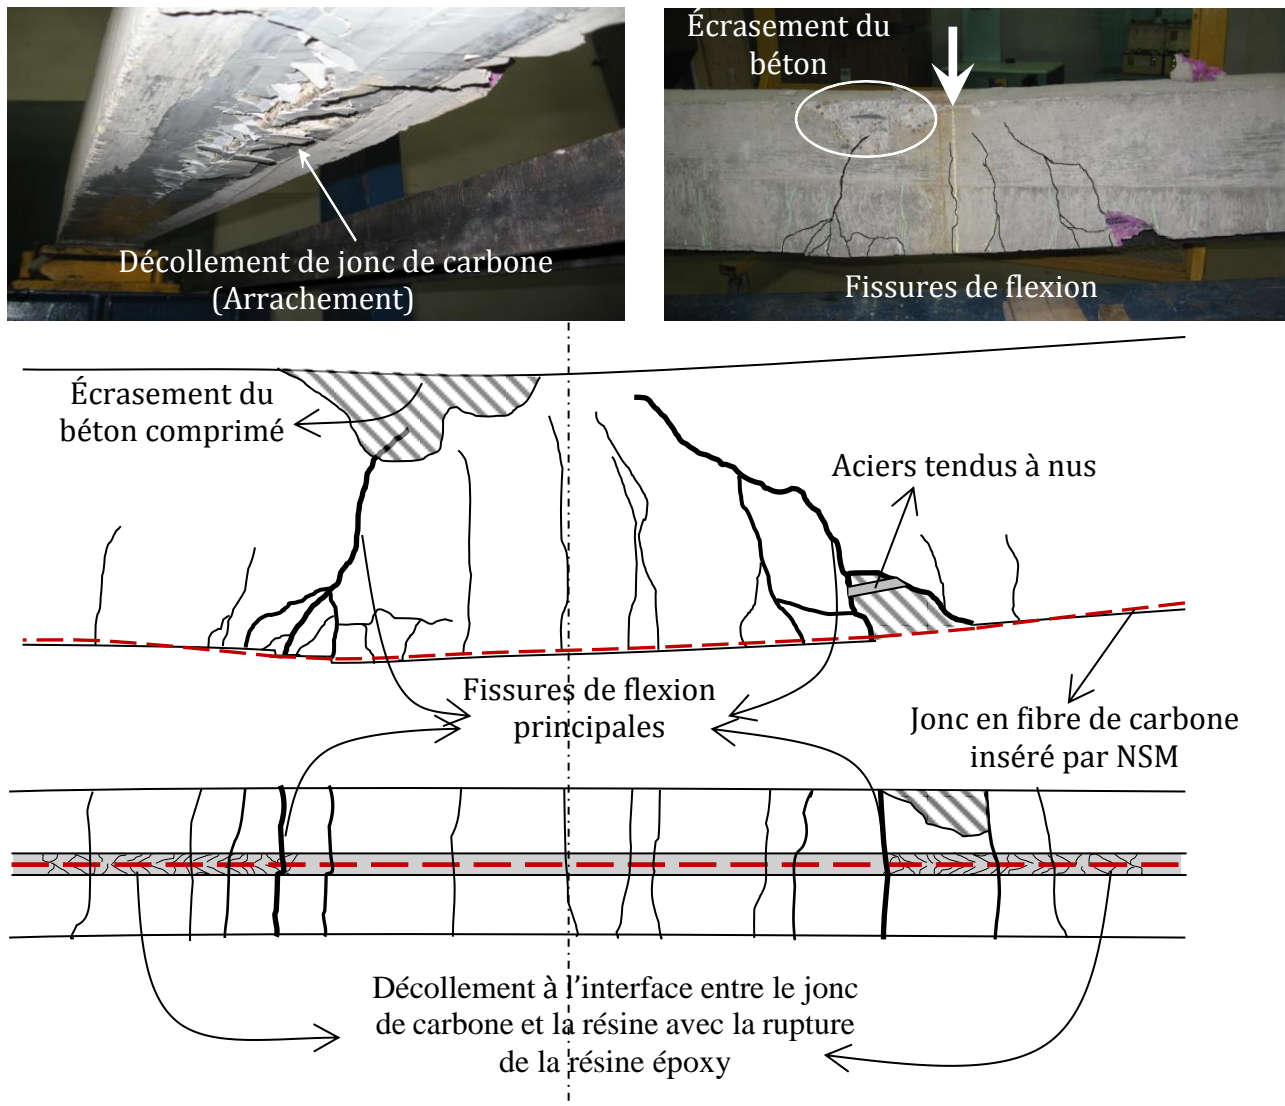 Écrasement du
béton
Décollement de jonc de carbone
(Arrachement)
Fissures de flexion
Écrasement du
béton comprimé
Aciers tendus à nus
Fissures de flexion
principales
Jonc en fibre de carbone
inséré par NSM
Décollement à l'interface entre le jonc
de carbone et la résine avec la rupture
de la résine époxy